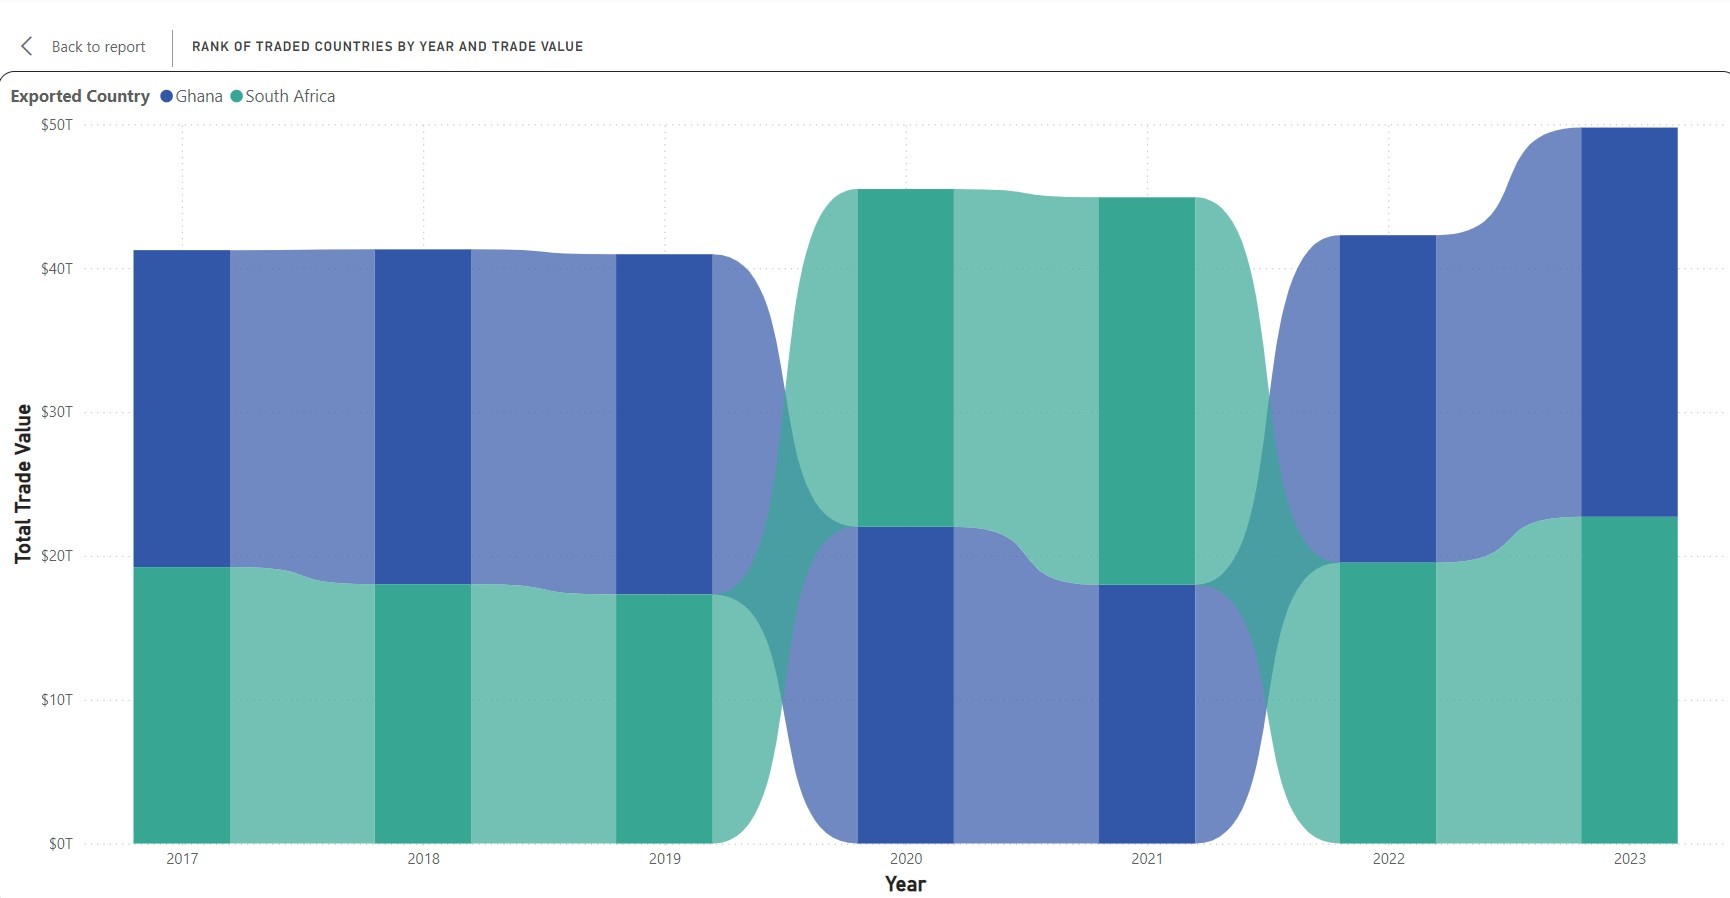 Back to report
RANK OF TRADED COUNTRIES BY YEAR AND TRADE VALUE
Exported Country Ghana South Africa
$50T
$40T
$30T
$20T
$10T
$0T
Total Trade Value
2017 2018 2019 2020 2021 2022 2023
Year